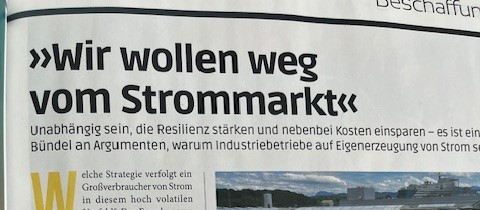 Beschaffun
»Wir wollen weg
vom Strommarkt«
Unabhängig sein, die Resilienz stärken und nebenbei Kosten einsparen – es ist ein
Bündel an Argumenten, warum Industriebetriebe auf Eigenerzeugung von Strom se
Welche Strategie verfolgt ein
Großverbraucher von Strom
in diesem hoch volatilen